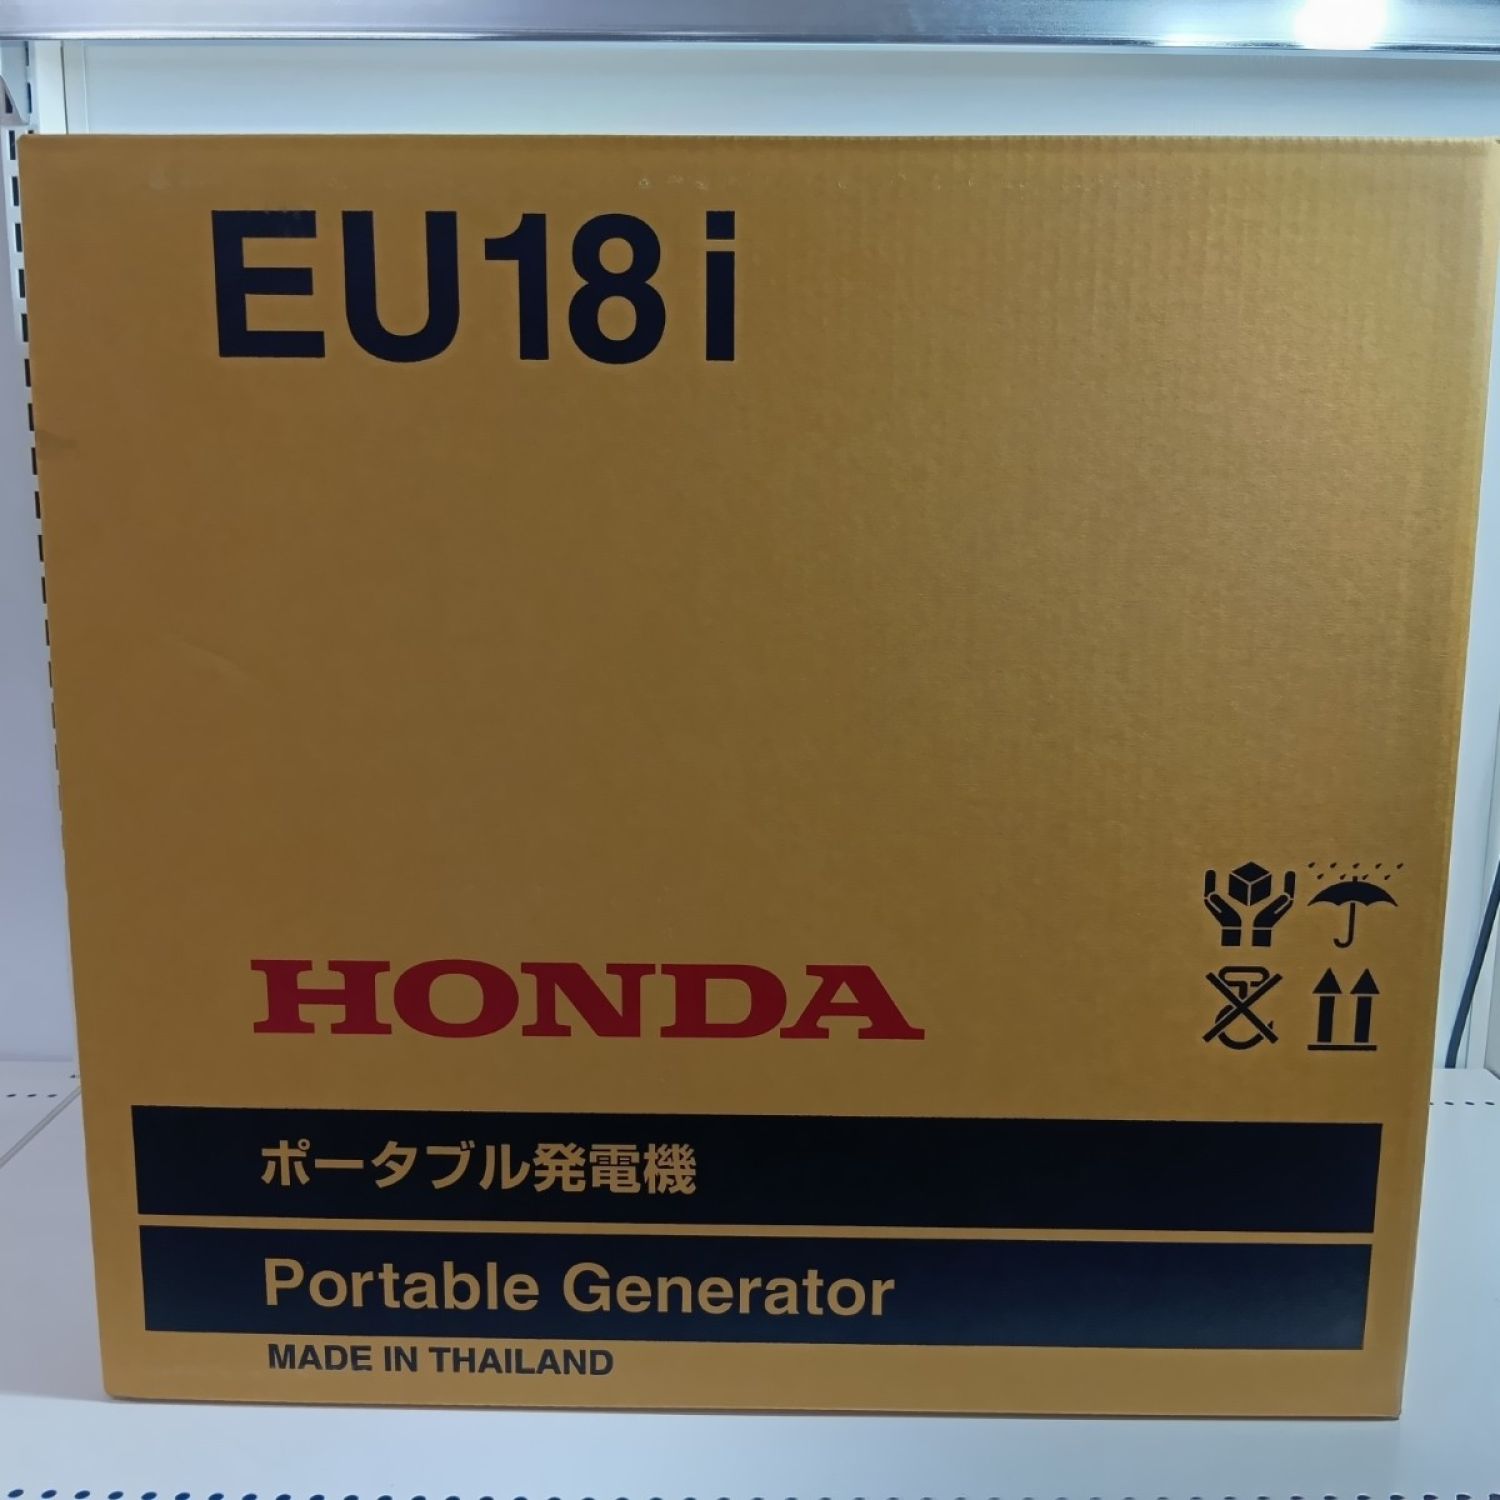 EU18i
HONDA
ポータブル発電機
Portable Generator
MADE IN THAILAND